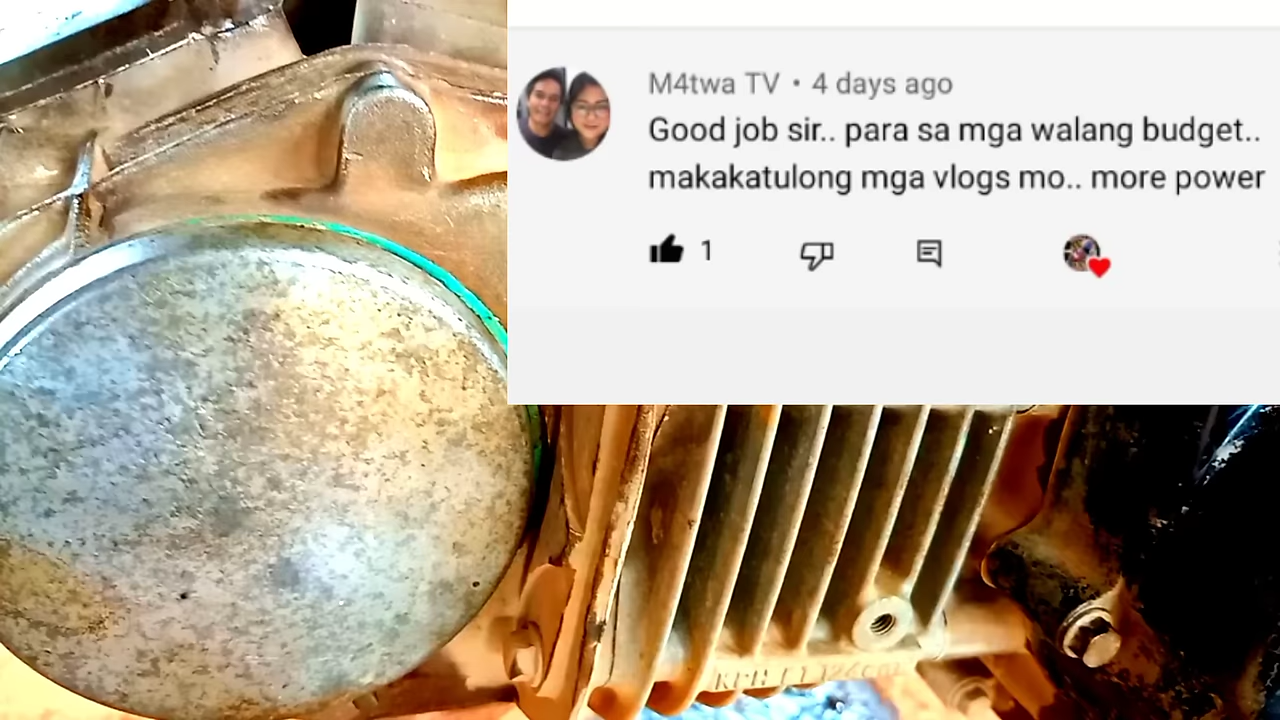 M4twa TV • 4 days ago
Good job sir.. para sa mga walang budget..
makakatulong mga vlogs mo.. more power
1